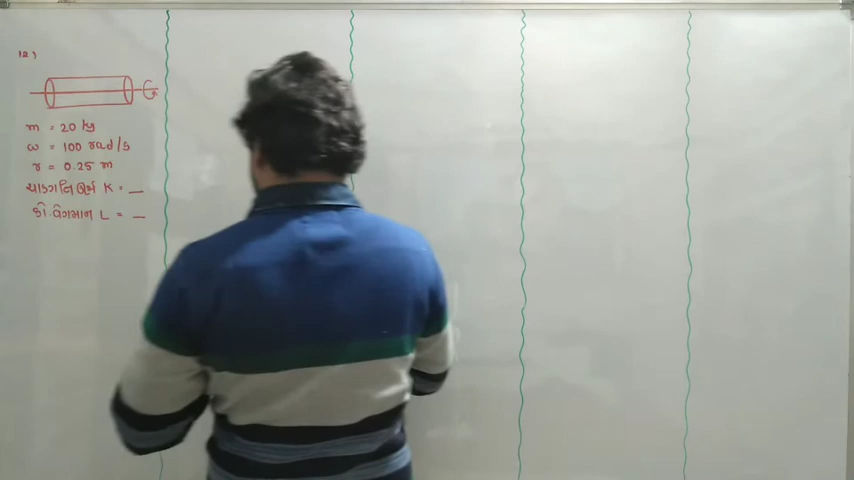 12)
m = 20 kg
ω = 100 rad/s
r = 0.25 m
ચાકગતિ ઊર્જા K = __
કો. વેગમાન L = __